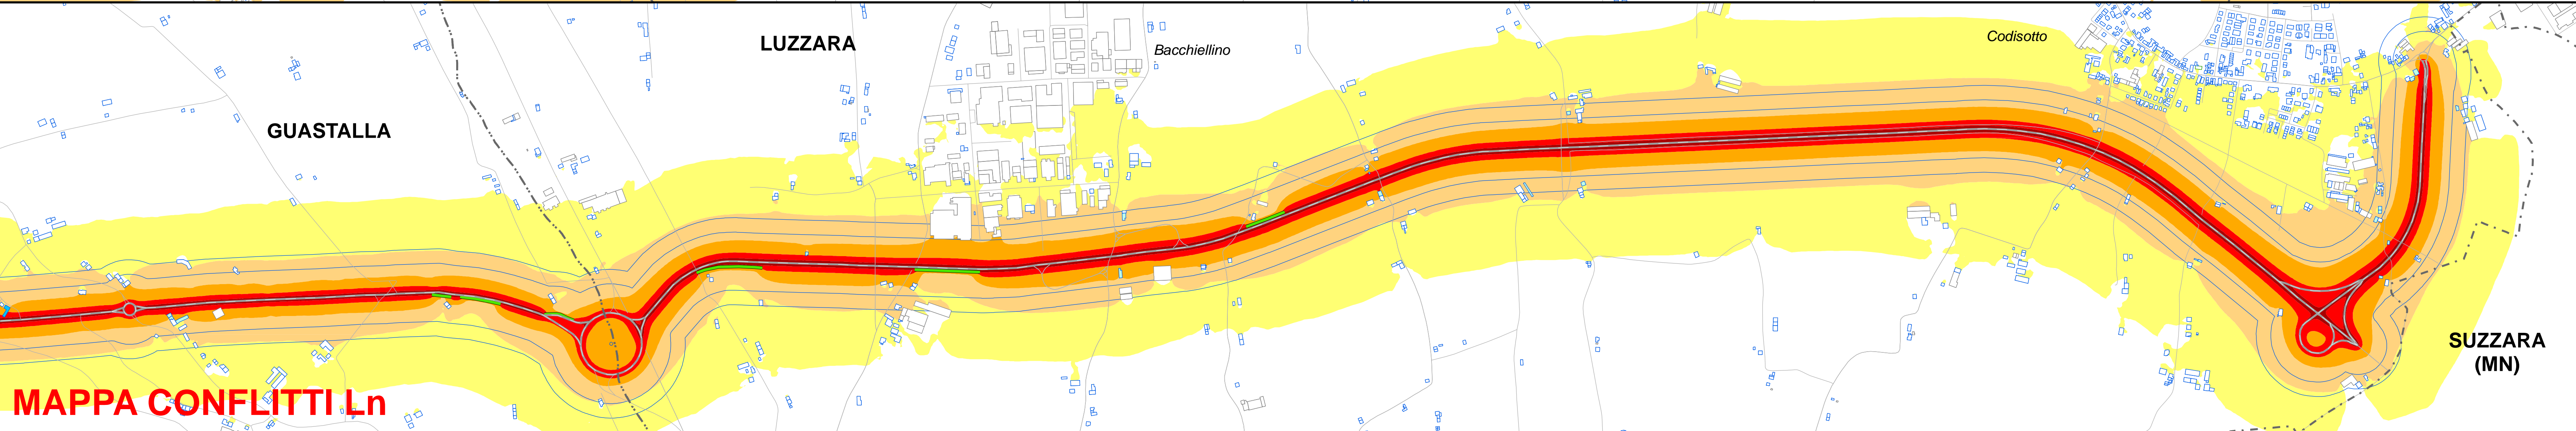 LUZZARA
Bacchiellino
Codisotto
GUASTALLA
SUZZARA
(MN)
MAPPA CONFLITTI Ln